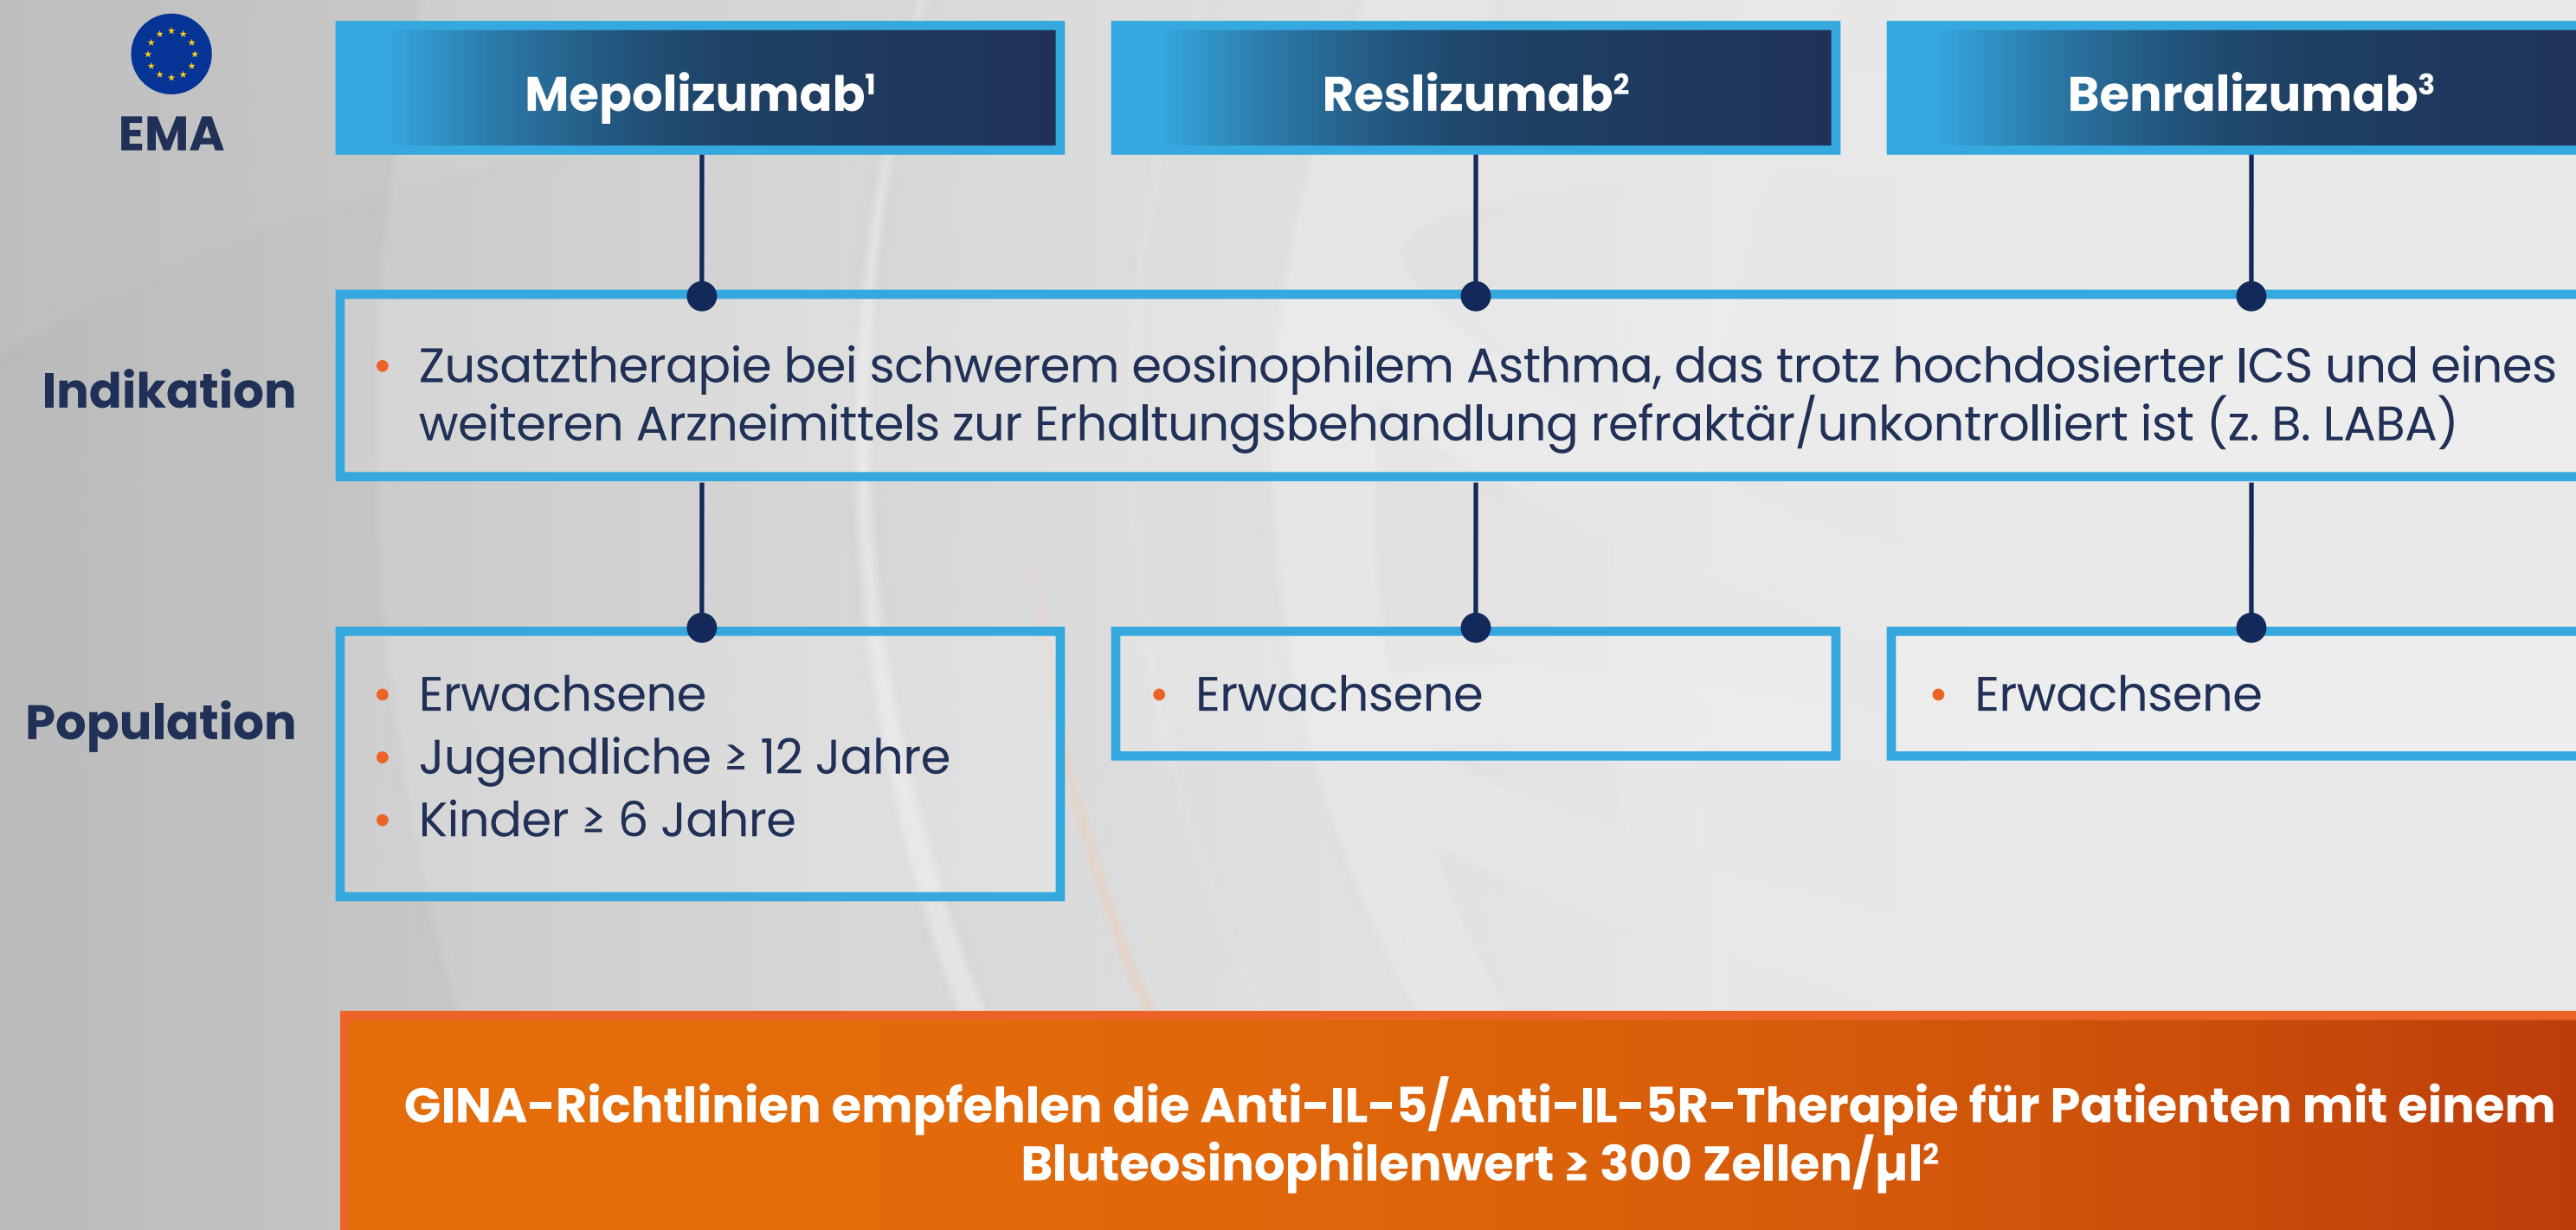 EMA
Mepolizumab¹
Reslizumab²
Benralizumab³
Indikation
• Zusatztherapie bei schwerem eosinophilem Asthma, das trotz hochdosierter ICS und eines
weiteren Arzneimittels zur Erhaltungsbehandlung refraktär/unkontrolliert ist (z. B. LABA)
Population
• Erwachsene
• Jugendliche ≥ 12 Jahre
• Kinder ≥ 6 Jahre
• Erwachsene
• Erwachsene
GINA-Richtlinien empfehlen die Anti-IL-5/Anti-IL-5R-Therapie für Patienten mit einem
Bluteosinophilenwert ≥ 300 Zellen/µl²